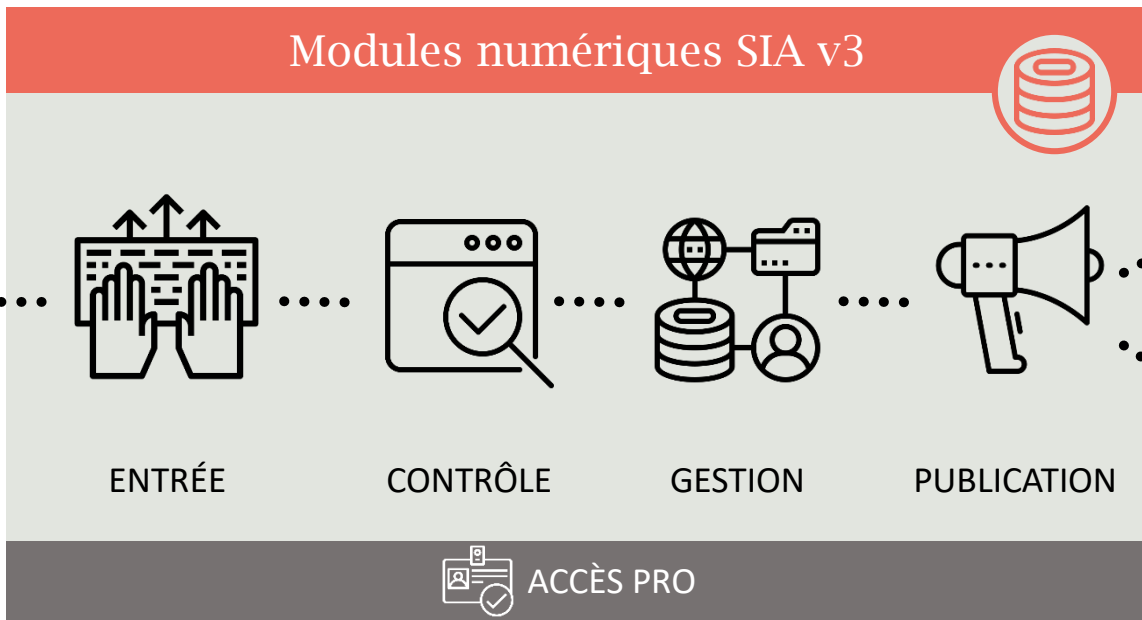 Modules numériques SIA v3
ENTRÉE
CONTRÔLE
GESTION
PUBLICATION
ACCÈS PRO